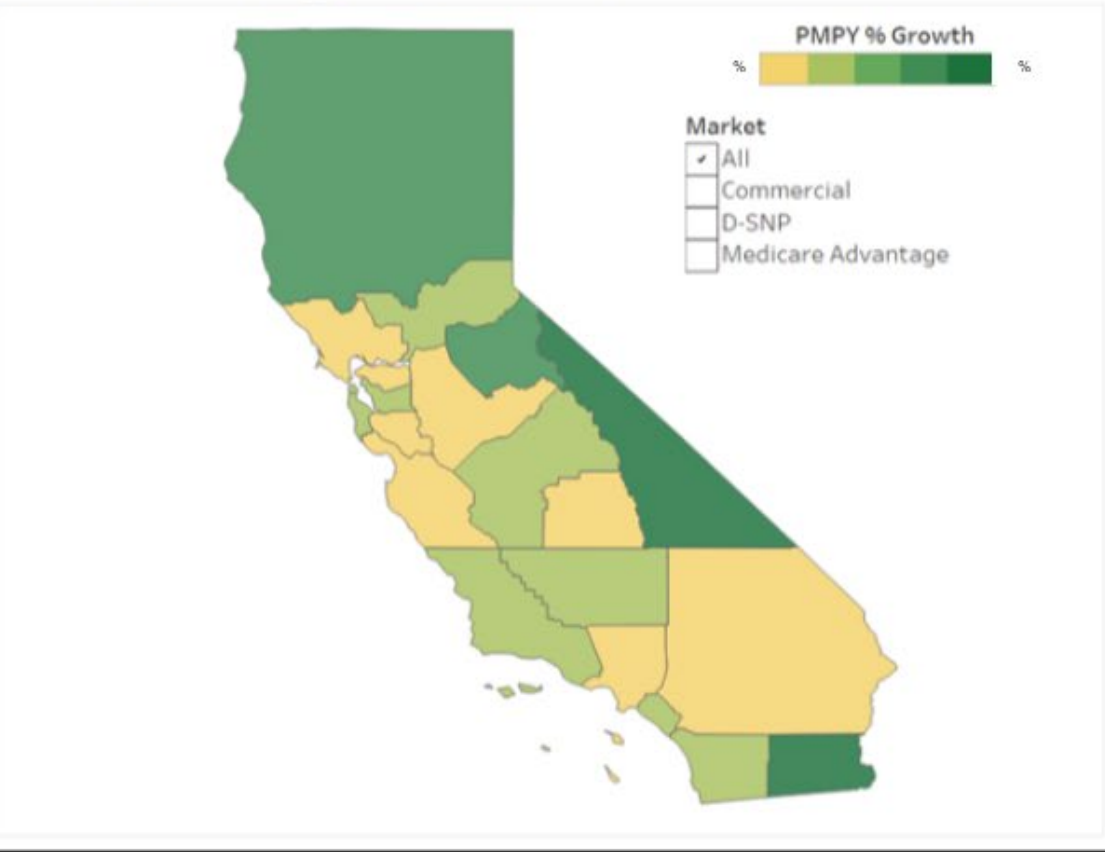 PMPY % Growth
% %
Market
✔ All
Commercial
D-SNP
Medicare Advantage